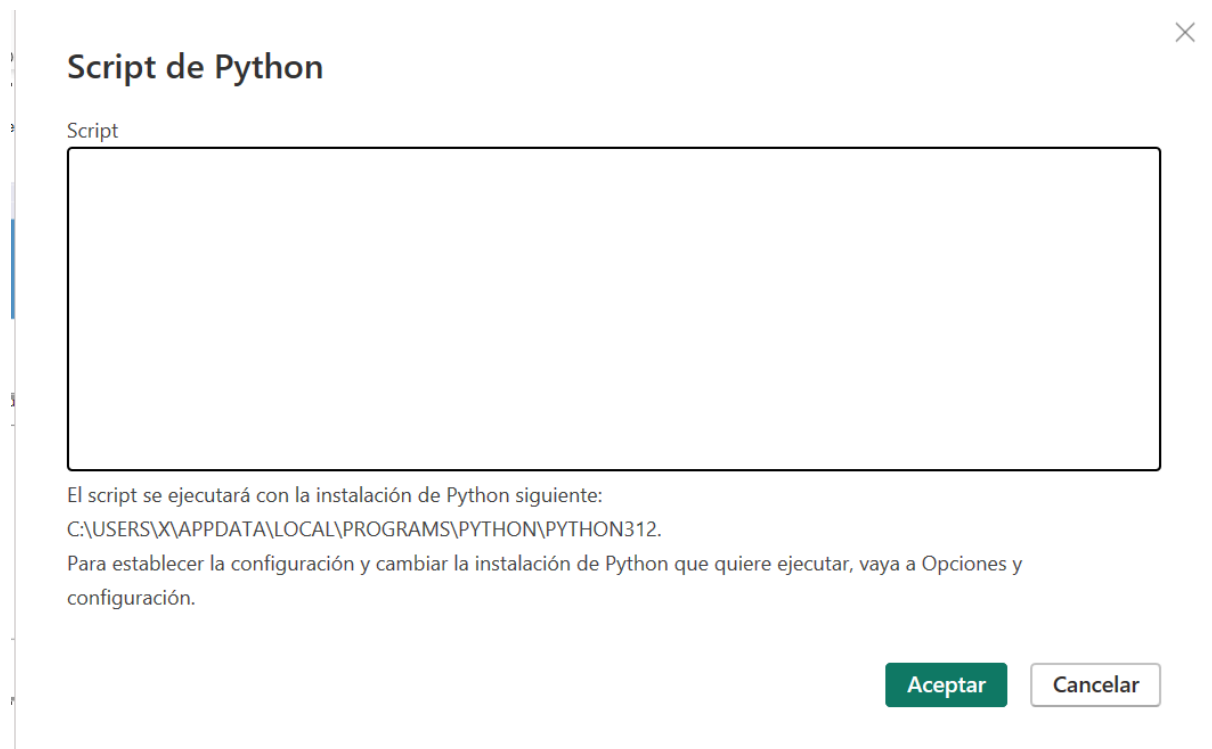 Script de Python
Script
El script se ejecutará con la instalación de Python siguiente:
C:\USERS\X\APPDATA\LOCAL\PROGRAMS\PYTHON\PYTHON312.
Para establecer la configuración y cambiar la instalación de Python que quiere ejecutar, vaya a Opciones y
configuración.
Aceptar
Cancelar